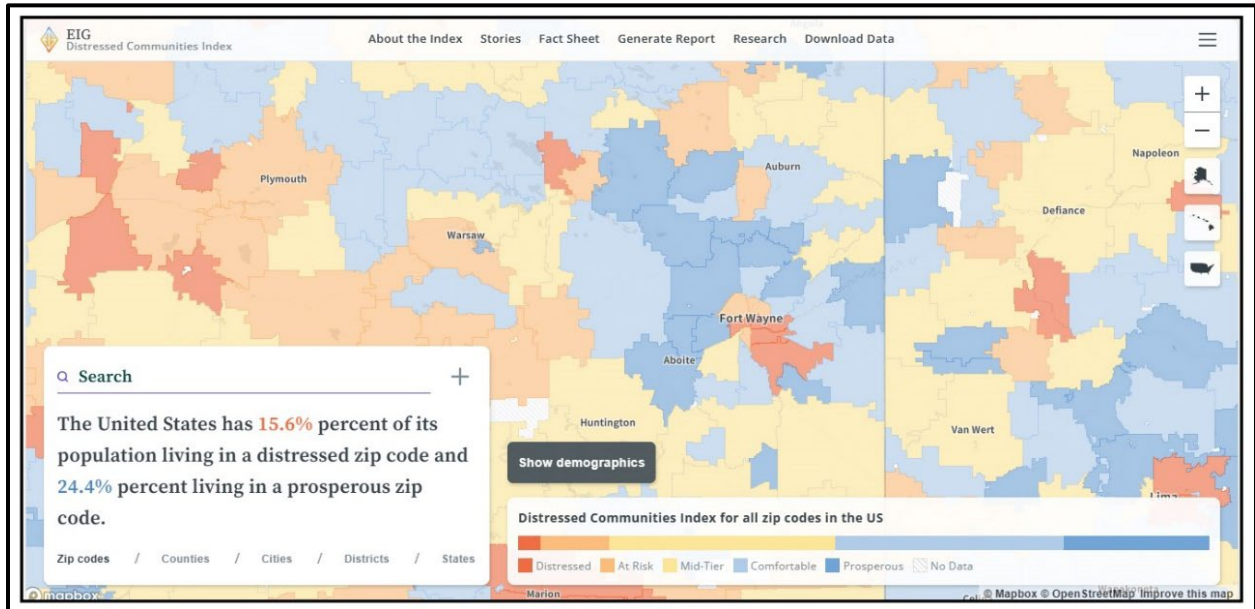 EIG
Distressed Communities Index
About the Index Stories Fact Sheet Generate Report Research Download Data
Plymouth
Warsaw
Auburn
Napoleon
Defiance
Fort Wayne
Aboite
Huntington
Van Wert
Lima
Marion
Search
The United States has 15.6% percent of its
population living in a distressed zip code and
24.4% percent living in a prosperous zip
code.
Zip codes / Counties / Cities / Districts / States
Show demographics
Distressed Communities Index for all zip codes in the US
Distressed At Risk Mid-Tier Comfortable Prosperous No Data
mapbox
© Mapbox © OpenStreetMap Improve this map